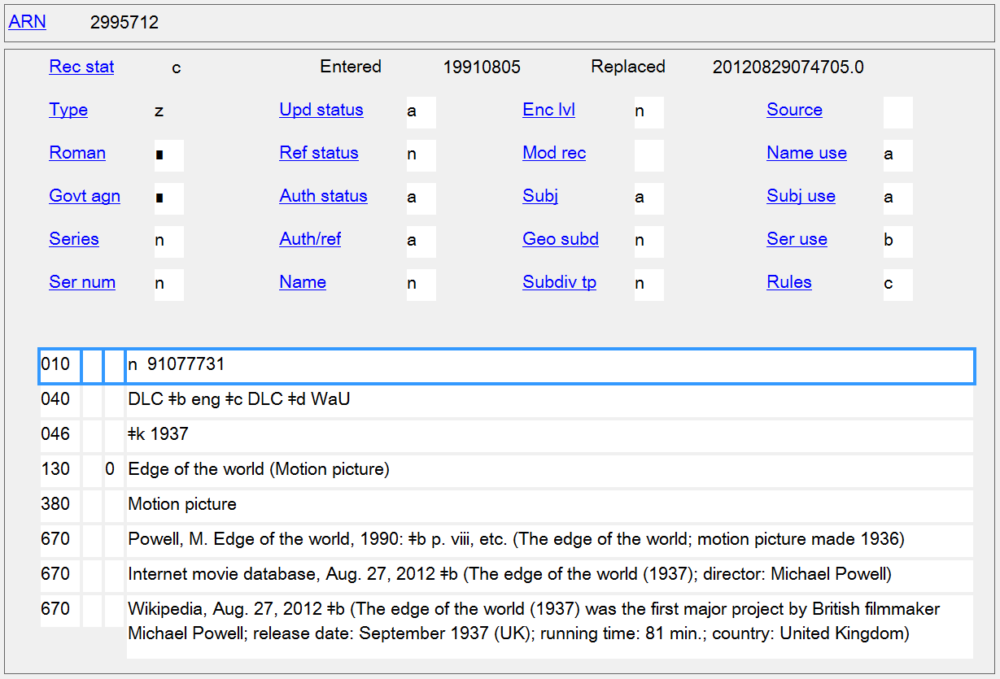 ARN 2995712
Rec stat c Entered 19910805 Replaced 20120829074705.0
Type z Upd status a Enc lvl n Source
Roman ∎ Ref status n Mod rec Name use a
Govt agn ∎ Auth status a Subj a Subj use a
Series n Auth/ref a Geo subd n Ser use b
Ser num n Name n Subdiv tp n Rules c
010 n 91077731
040 DLC ǂb eng ǂc DLC ǂd WaU
046 ǂk 1937
130 0 Edge of the world (Motion picture)
380 Motion picture
670 Powell, M. Edge of the world, 1990: ǂb p. viii, etc. (The edge of the world; motion picture made 1936)
670 Internet movie database, Aug. 27, 2012 ǂb (The edge of the world (1937); director: Michael Powell)
670 Wikipedia, Aug. 27, 2012 ǂb (The edge of the world (1937) was the first major project by British filmmaker
Michael Powell; release date: September 1937 (UK); running time: 81 min.; country: United Kingdom)